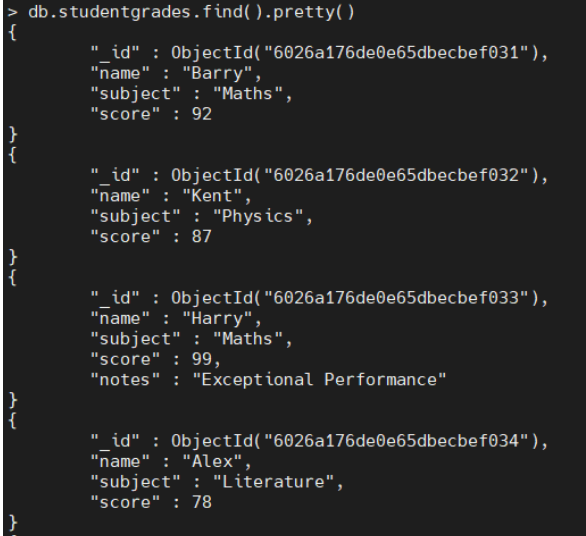 > db.studentgrades.find().pretty()
{
        "_id" : ObjectId("6026a176de0e65dbecbef031"),
        "name" : "Barry",
        "subject" : "Maths",
        "score" : 92
}
{
        "_id" : ObjectId("6026a176de0e65dbecbef032"),
        "name" : "Kent",
        "subject" : "Physics",
        "score" : 87
}
{
        "_id" : ObjectId("6026a176de0e65dbecbef033"),
        "name" : "Harry",
        "subject" : "Maths",
        "score" : 99,
        "notes" : "Exceptional Performance"
}
{
        "_id" : ObjectId("6026a176de0e65dbecbef034"),
        "name" : "Alex",
        "subject" : "Literature",
        "score" : 78
}